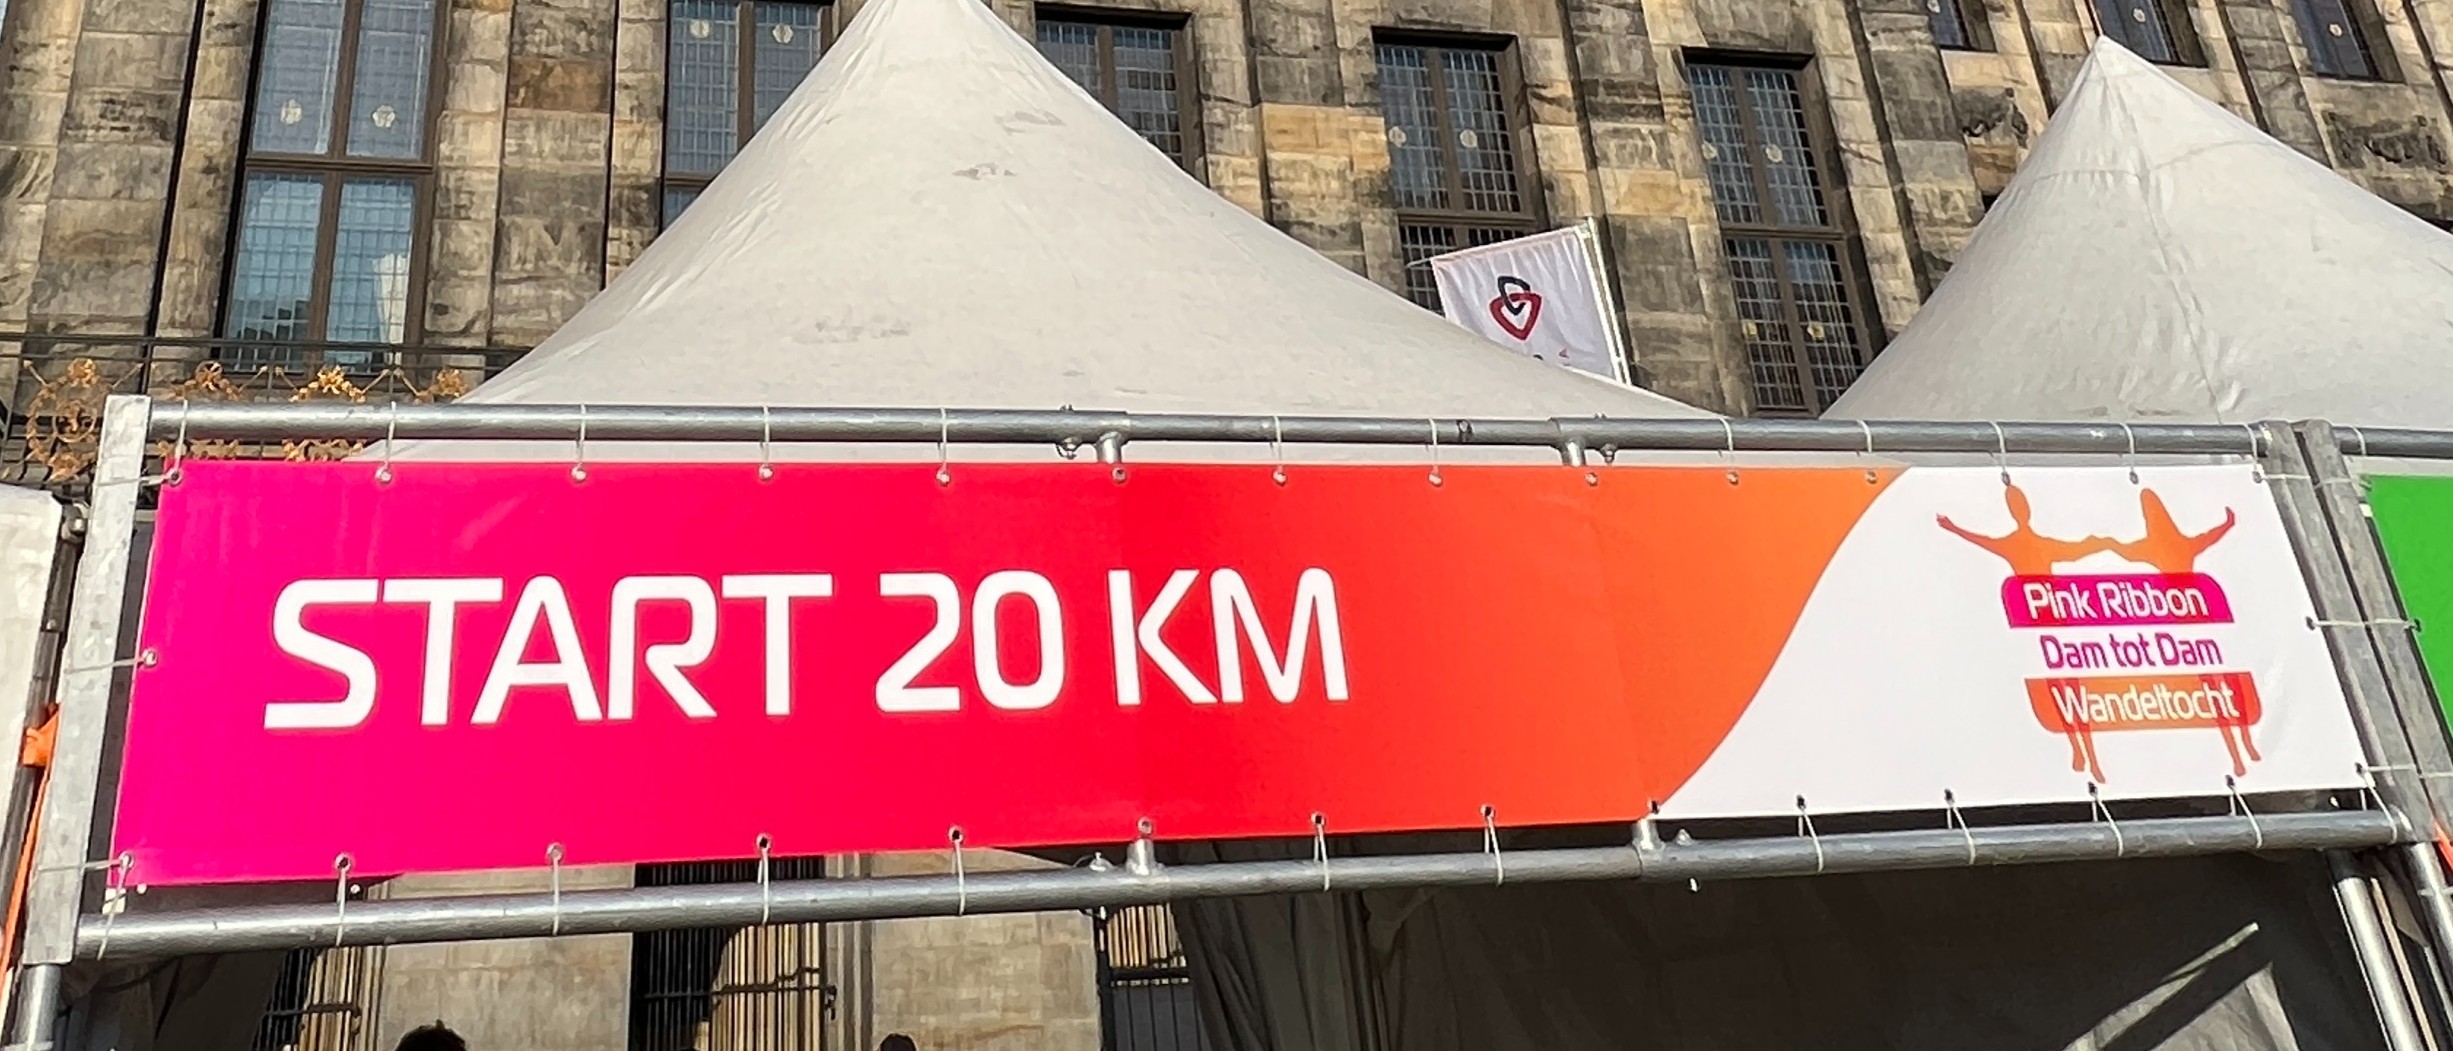 START 20 KM
Pink Ribbon
Dam tot Dam
Wandeltocht